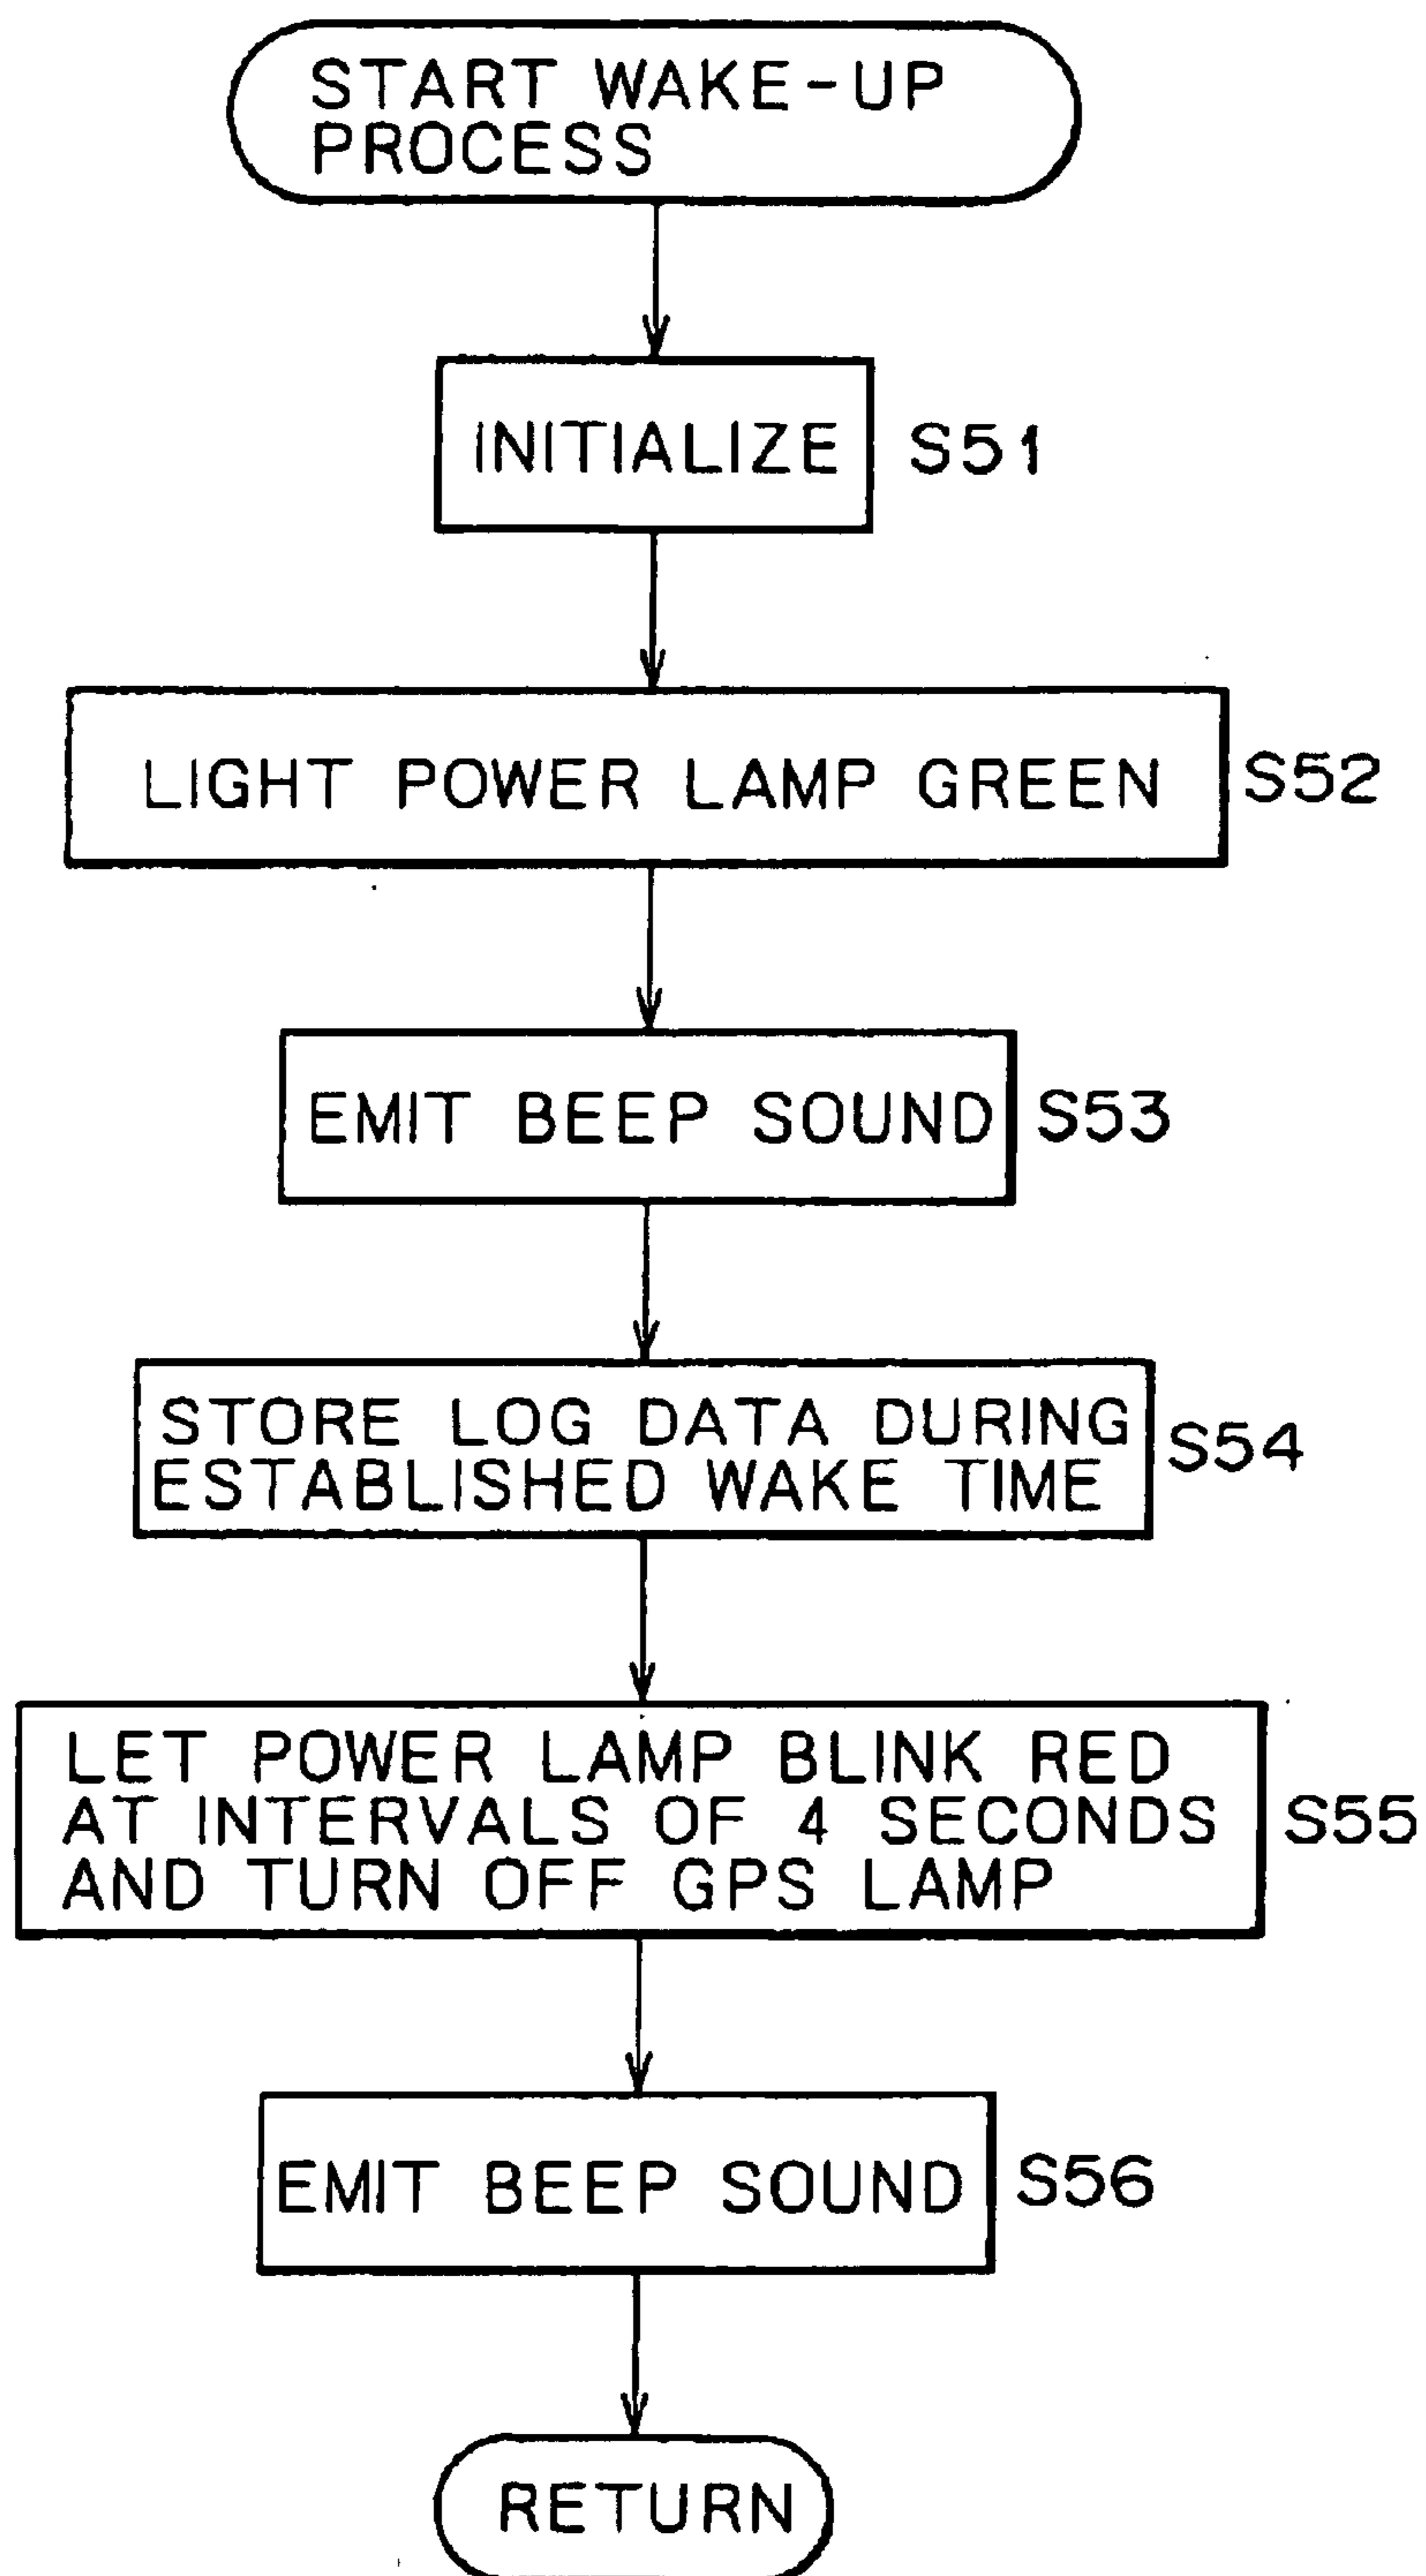 START WAKE-UP
PROCESS
INITIALIZE S51
LIGHT POWER LAMP GREEN S52
EMIT BEEP SOUND S53
STORE LOG DATA DURING
ESTABLISHED WAKE TIME S54
LET POWER LAMP BLINK RED
AT INTERVALS OF 4 SECONDS S55
AND TURN OFF GPS LAMP
EMIT BEEP SOUND S56
RETURN